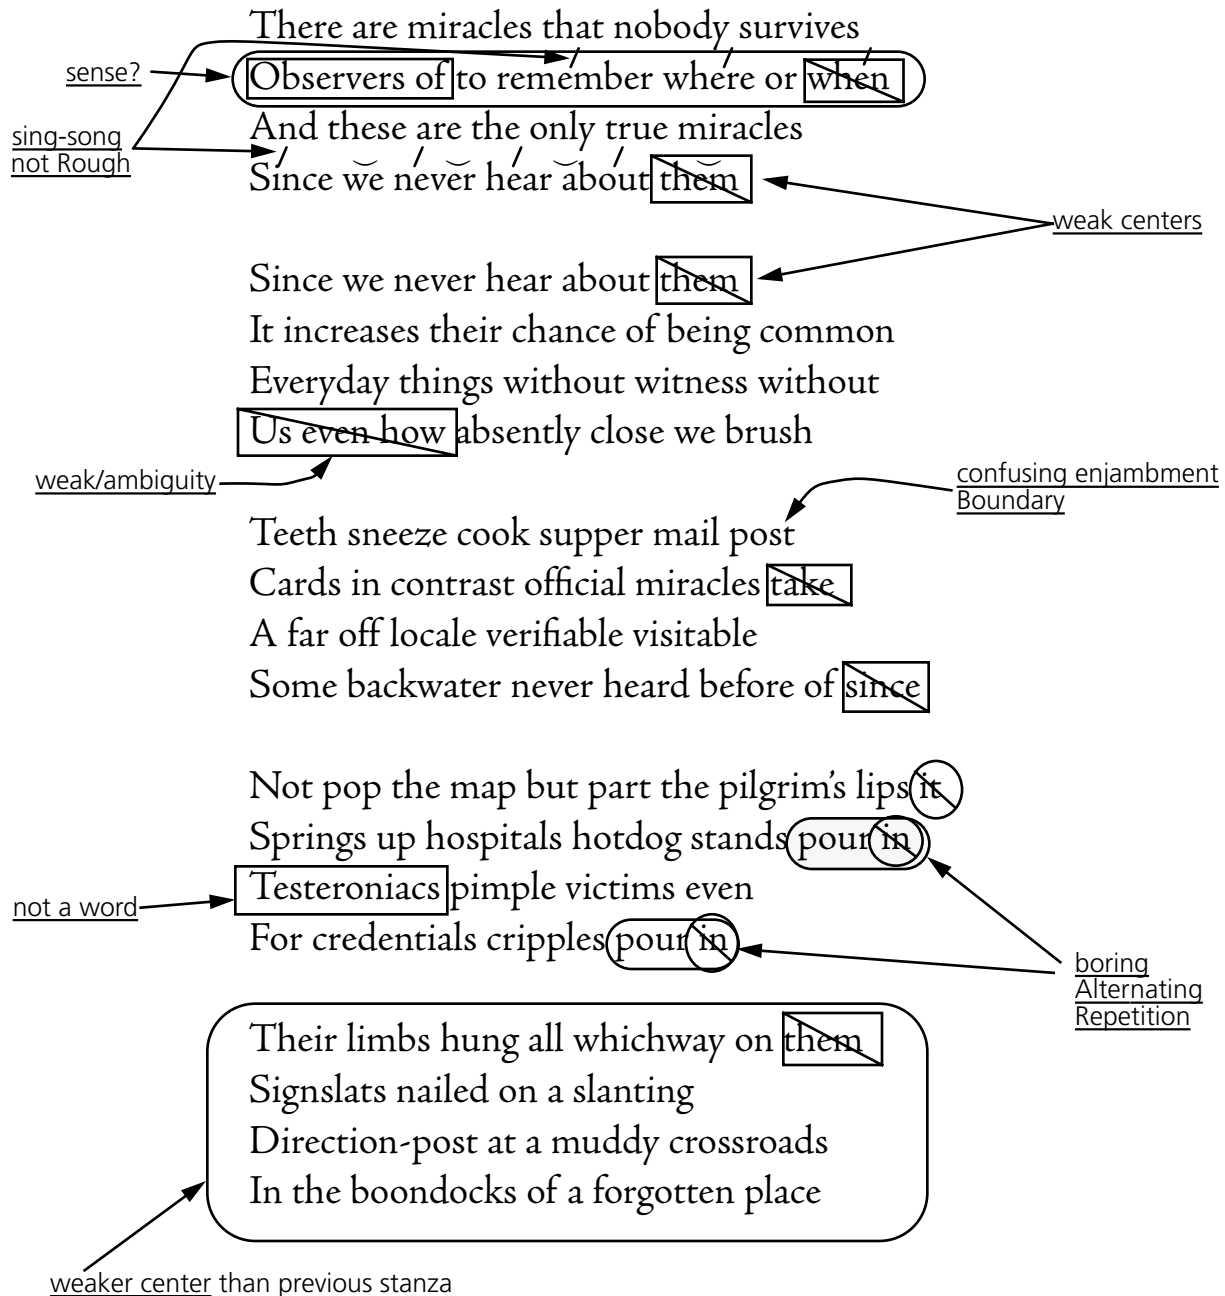 There are miracles that nobody survives
sense?
Observers of to remember where or when
And these are the only true miracles
sing-song
not Rough
Since we never hear about them
weak centers
Since we never hear about them
It increases their chance of being common
Everyday things without witness without
Us even how absently close we brush
weak/ambiguity
confusing enjambment
Boundary
Teeth sneeze cook supper mail post
Cards in contrast official miracles take
A far off locale verifiable visitable
Some backwater never heard before of since
Not pop the map but part the pilgrim's lips it
Springs up hospitals hotdog stands pour in
Testeroniacs pimple victims even
not a word
For credentials cripples pour in
boring
Alternating
Repetition
Their limbs hung all whichway on them
Signslats nailed on a slanting
Direction-post at a muddy crossroads
In the boondocks of a forgotten place
weaker center than previous stanza